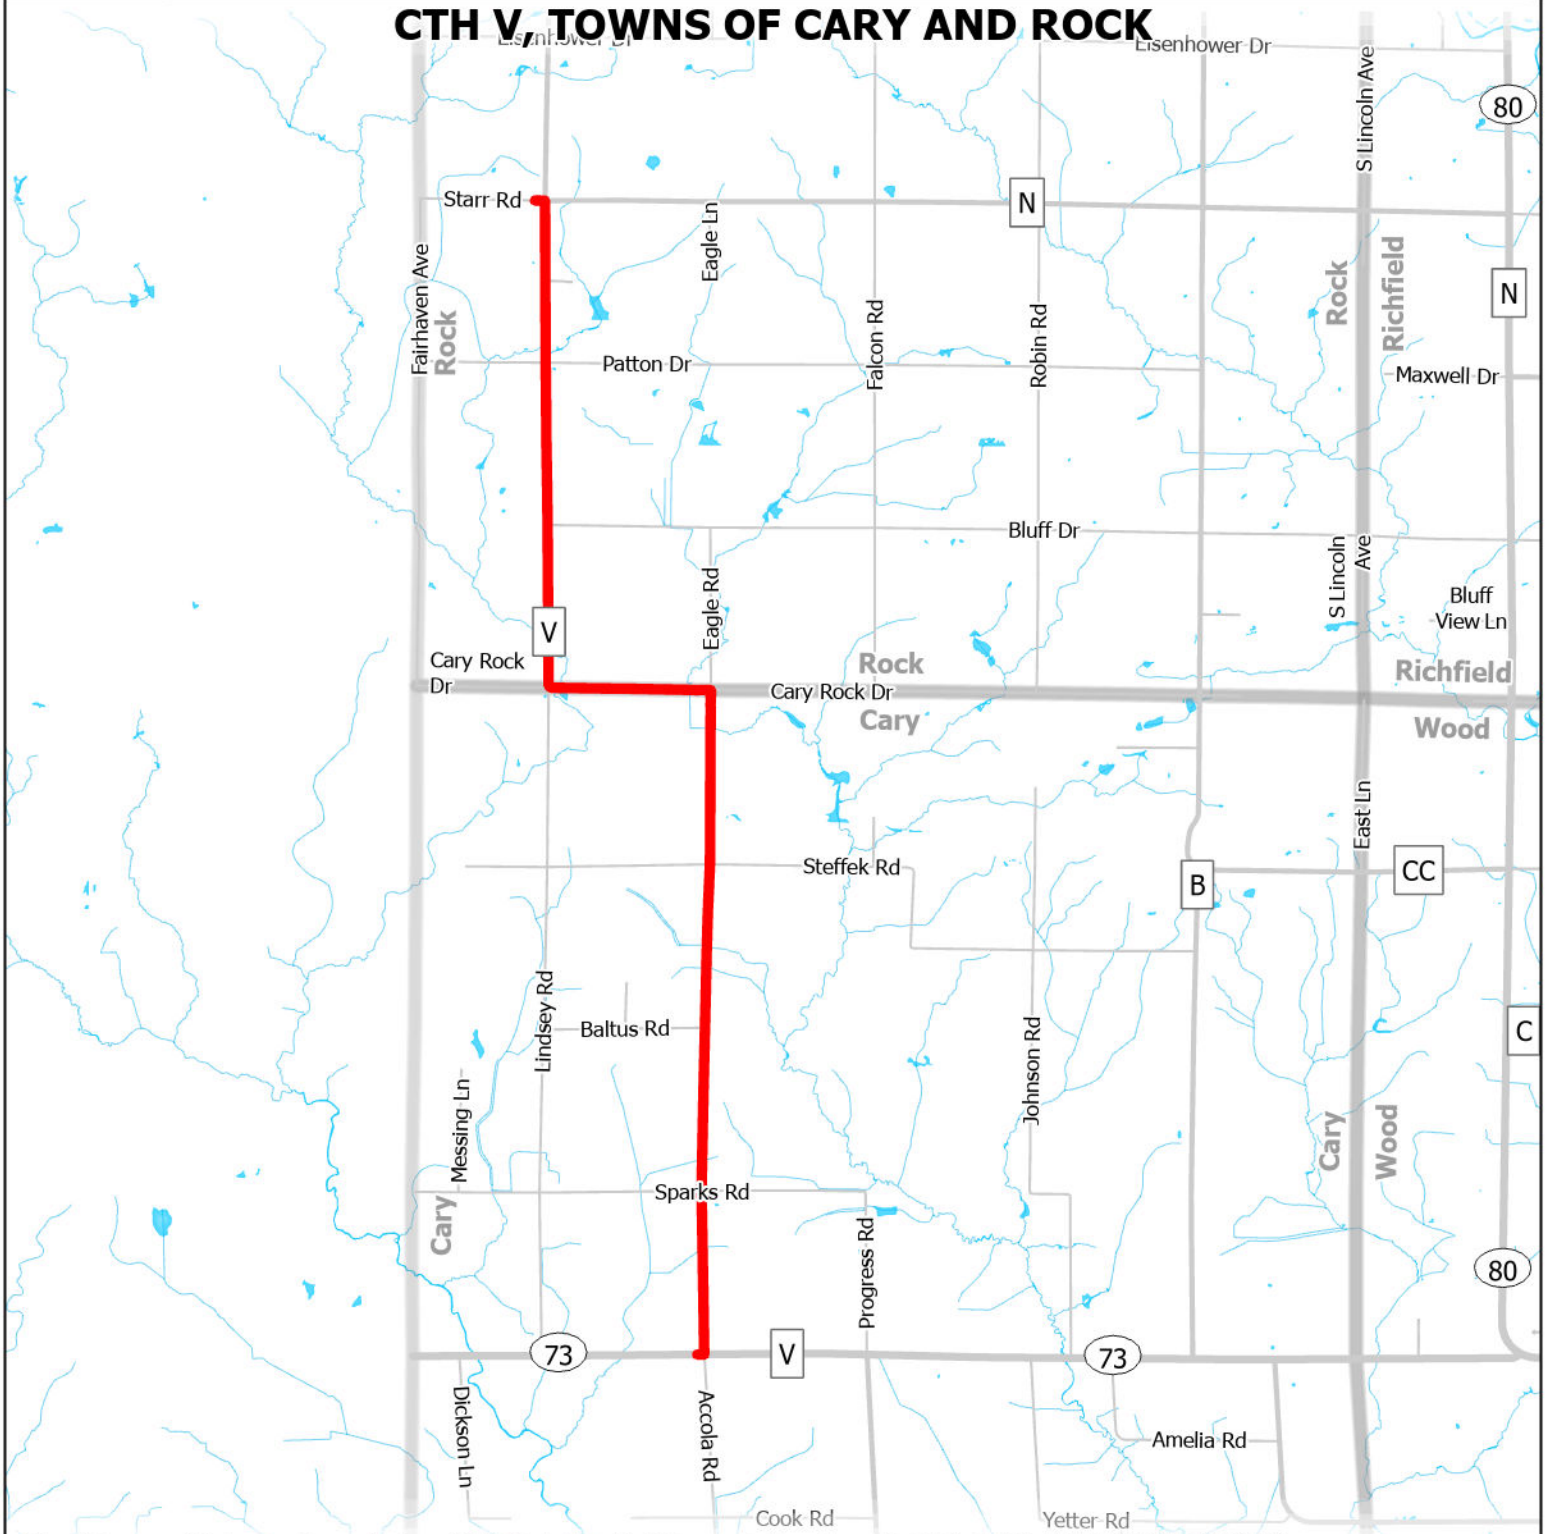 CTH V, TOWNS OF CARY AND ROCK
Eisenhower Dr
Eisenhower Dr
S Lincoln Ave
80
Starr Rd
N
Eagle Ln
Fairhaven Ave
Rock
Rock
Richfield
N
Falcon Rd
Robin Rd
Patton Dr
Maxwell Dr
Bluff Dr
S Lincoln
Ave
Eagle Rd
Bluff
View Ln
V
Cary Rock
Dr
Rock
Cary Rock Dr
Cary
Richfield
Wood
East Ln
Steffek Rd
CC
B
Lindsey Rd
Baltus Rd
Johnson Rd
C
Messing Ln
Cary
Wood
Sparks Rd
Cary
Progress Rd
80
73
V
73
Dickson Ln
Accola Rd
Amelia Rd
Cook Rd
Yetter Rd